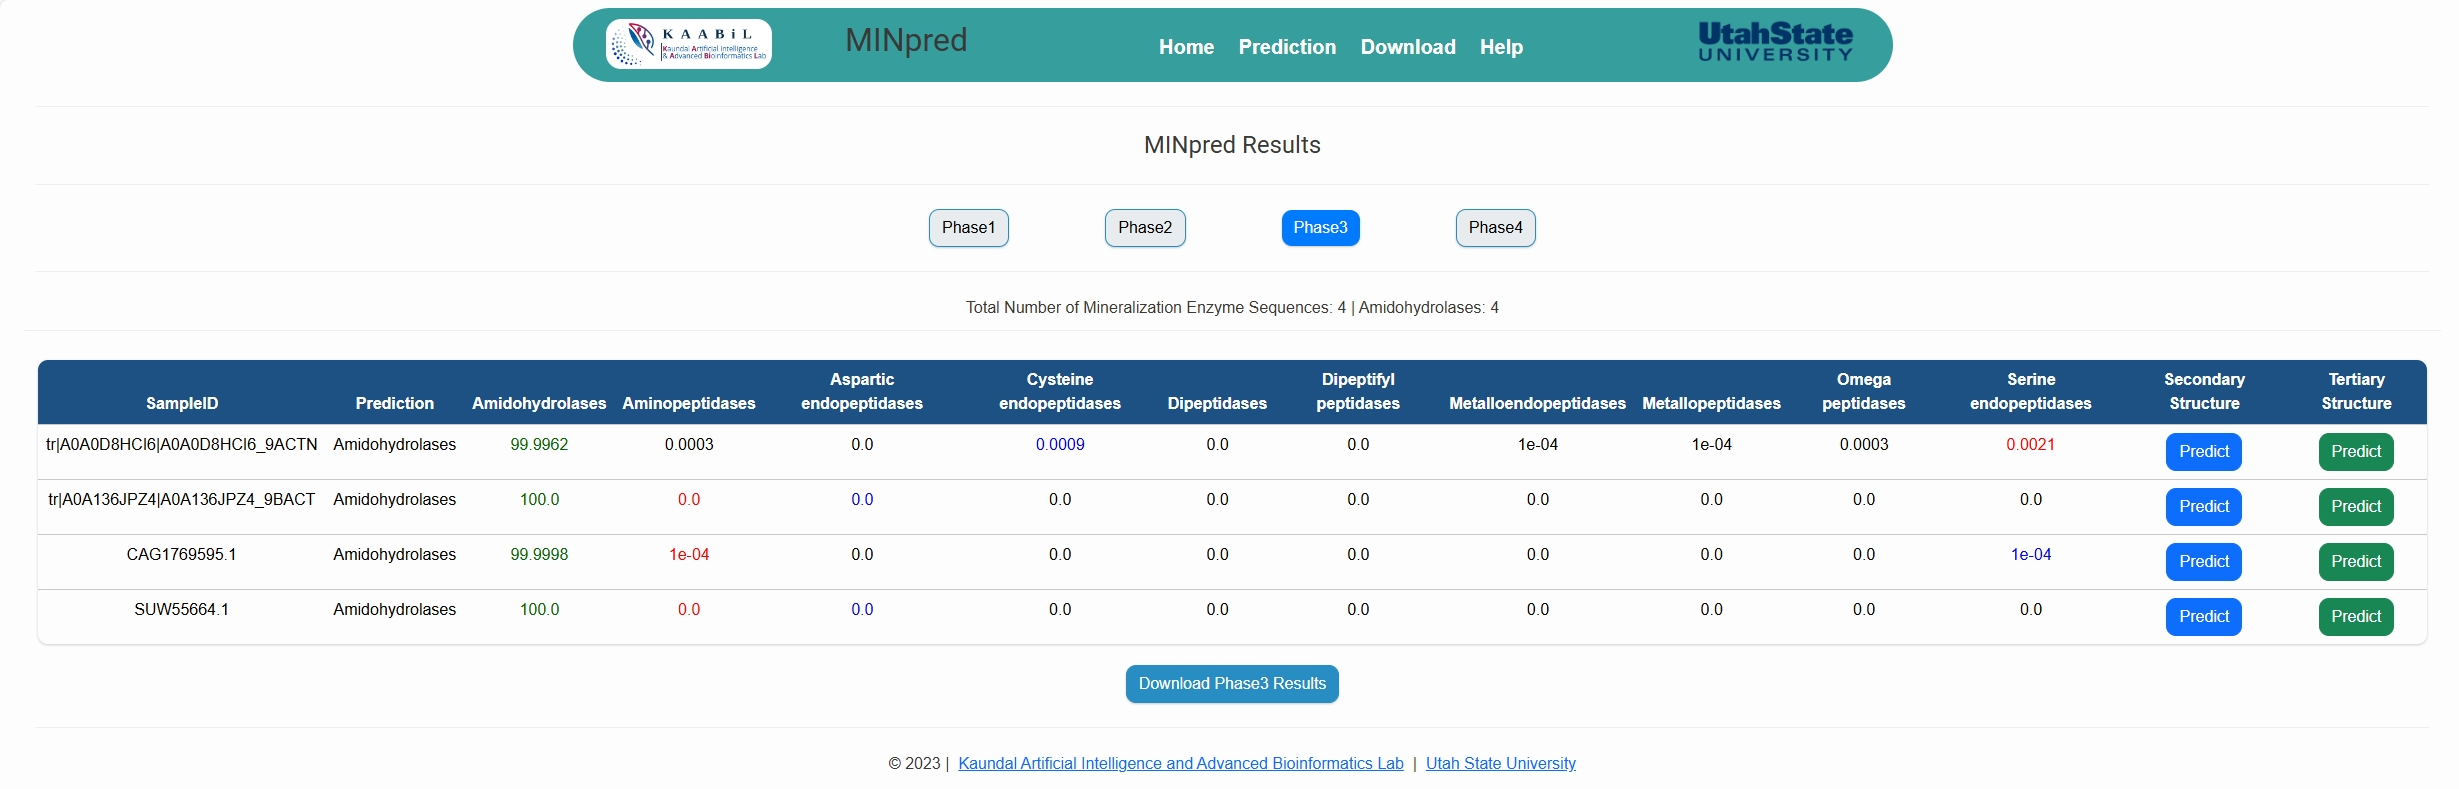 KAABiL
Kaundal Artificial Intelligence
& Advanced Bioinformatics Lab
MINpred
Home Prediction Download Help
UtahState
UNIVERSITY
MINpred Results
Phase1 Phase2 Phase3 Phase4
Total Number of Mineralization Enzyme Sequences: 4 | Amidohydrolases: 4
SampleID Prediction Amidohydrolases Aminopeptidases Aspartic endopeptidases Cysteine endopeptidases Dipeptidases Dipeptifyl peptidases Metalloendopeptidases Metallopeptidases Omega peptidases Serine endopeptidases Secondary Structure Tertiary Structure
tr|A0A0D8HCI6|A0A0D8HCI6_9ACTN Amidohydrolases 99.9962 0.0003 0.0 0.0009 0.0 0.0 1e-04 1e-04 0.0003 0.0021 Predict Predict
tr|A0A136JPZ4|A0A136JPZ4_9BACT Amidohydrolases 100.0 0.0 0.0 0.0 0.0 0.0 0.0 0.0 0.0 0.0 Predict Predict
CAG1769595.1 Amidohydrolases 99.9998 1e-04 0.0 0.0 0.0 0.0 0.0 0.0 0.0 1e-04 Predict Predict
SUW55664.1 Amidohydrolases 100.0 0.0 0.0 0.0 0.0 0.0 0.0 0.0 0.0 0.0 Predict Predict
Download Phase3 Results
© 2023 | Kaundal Artificial Intelligence and Advanced Bioinformatics Lab | Utah State University